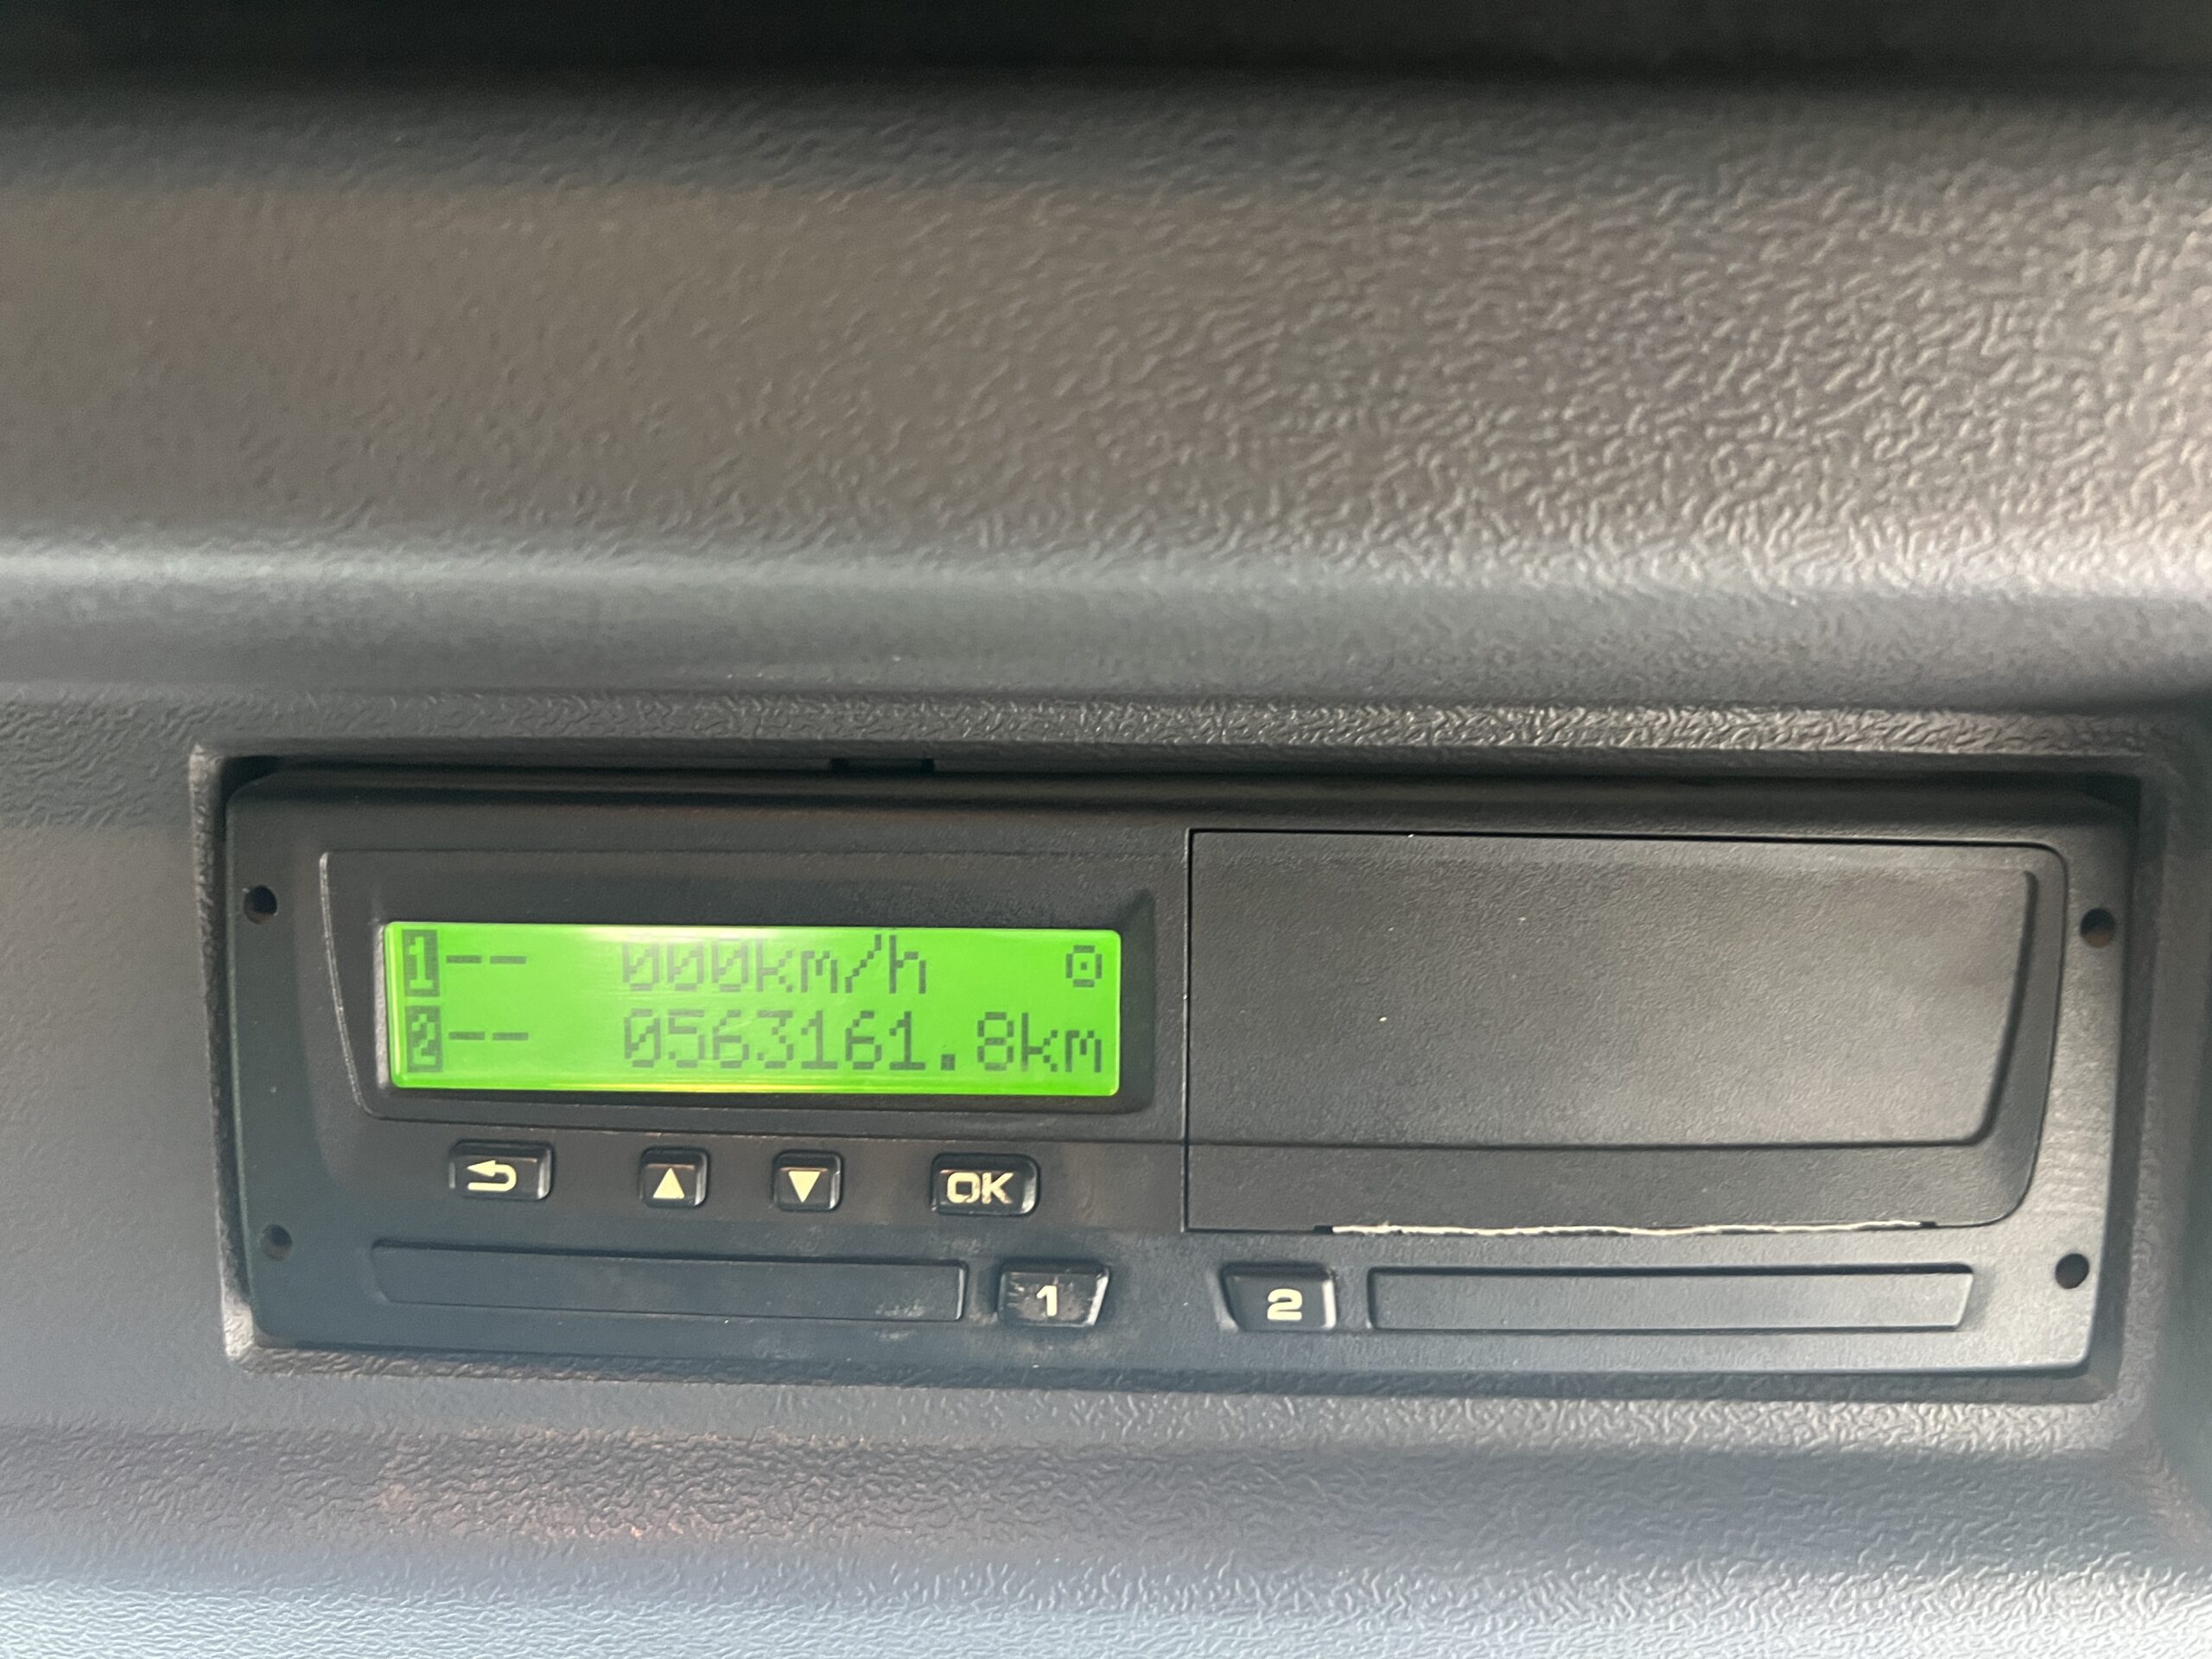 1-- 000km/h ⊙
2-- 0563161.8km
▲ ▼ OK
1 2